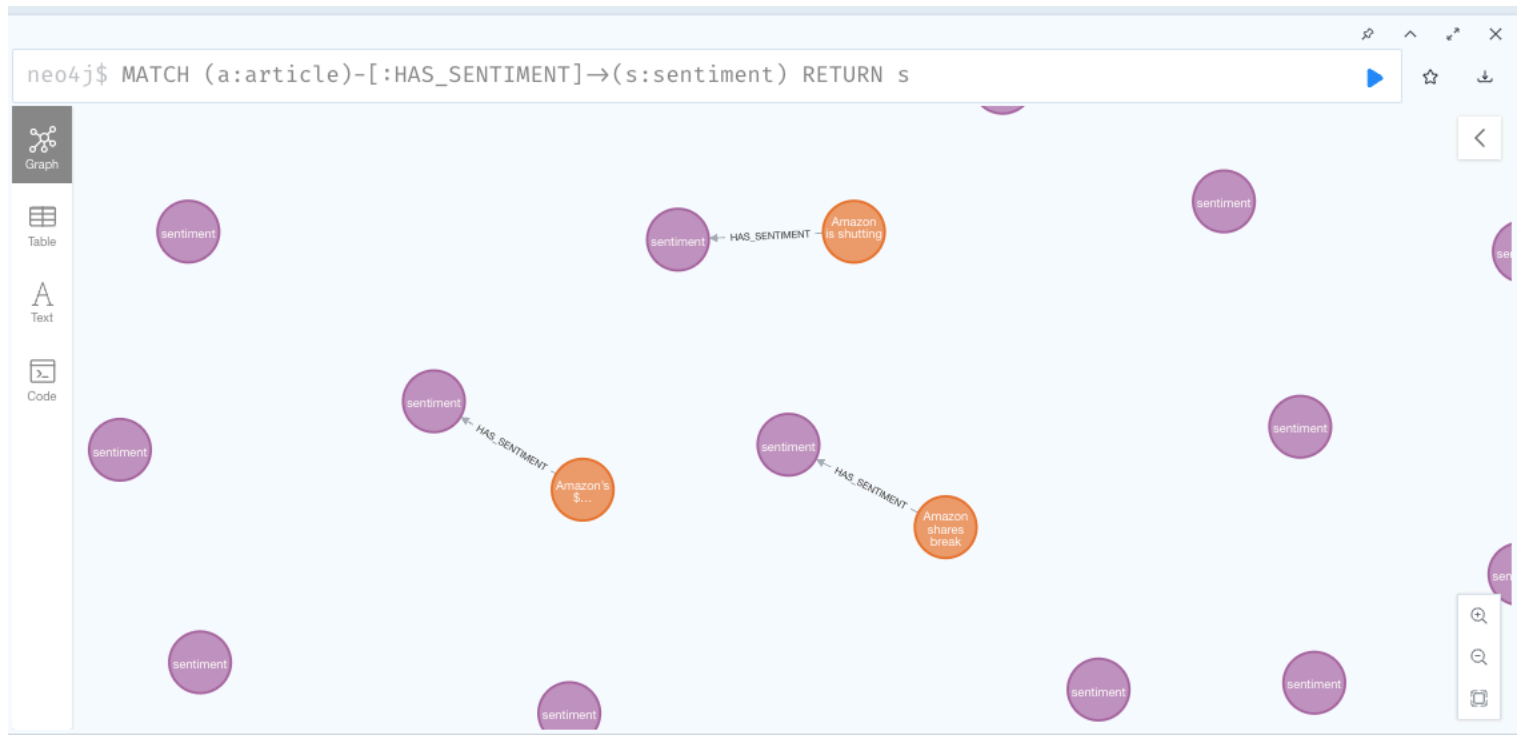 neo4j$ MATCH (a:article)-[:HAS_SENTIMENT]→(s:sentiment) RETURN s
Graph
Table
Text
Code
sentiment
sentiment
HAS_SENTIMENT
Amazon
is shutting
sentiment
sentiment
HAS_SENTIMENT
Amazon's
$...
sentiment
HAS_SENTIMENT
Amazon
shares
break
sentiment
sentiment
sentiment
sentiment
sentiment
sentiment